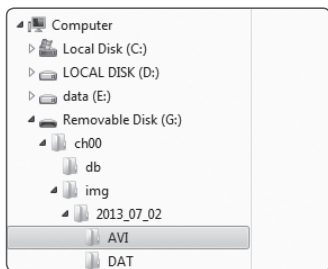 Computer
Local Disk (C:)
LOCAL DISK (D:)
data (E:)
Removable Disk (G:)
ch00
db
img
2013_07_02
AVI
DAT